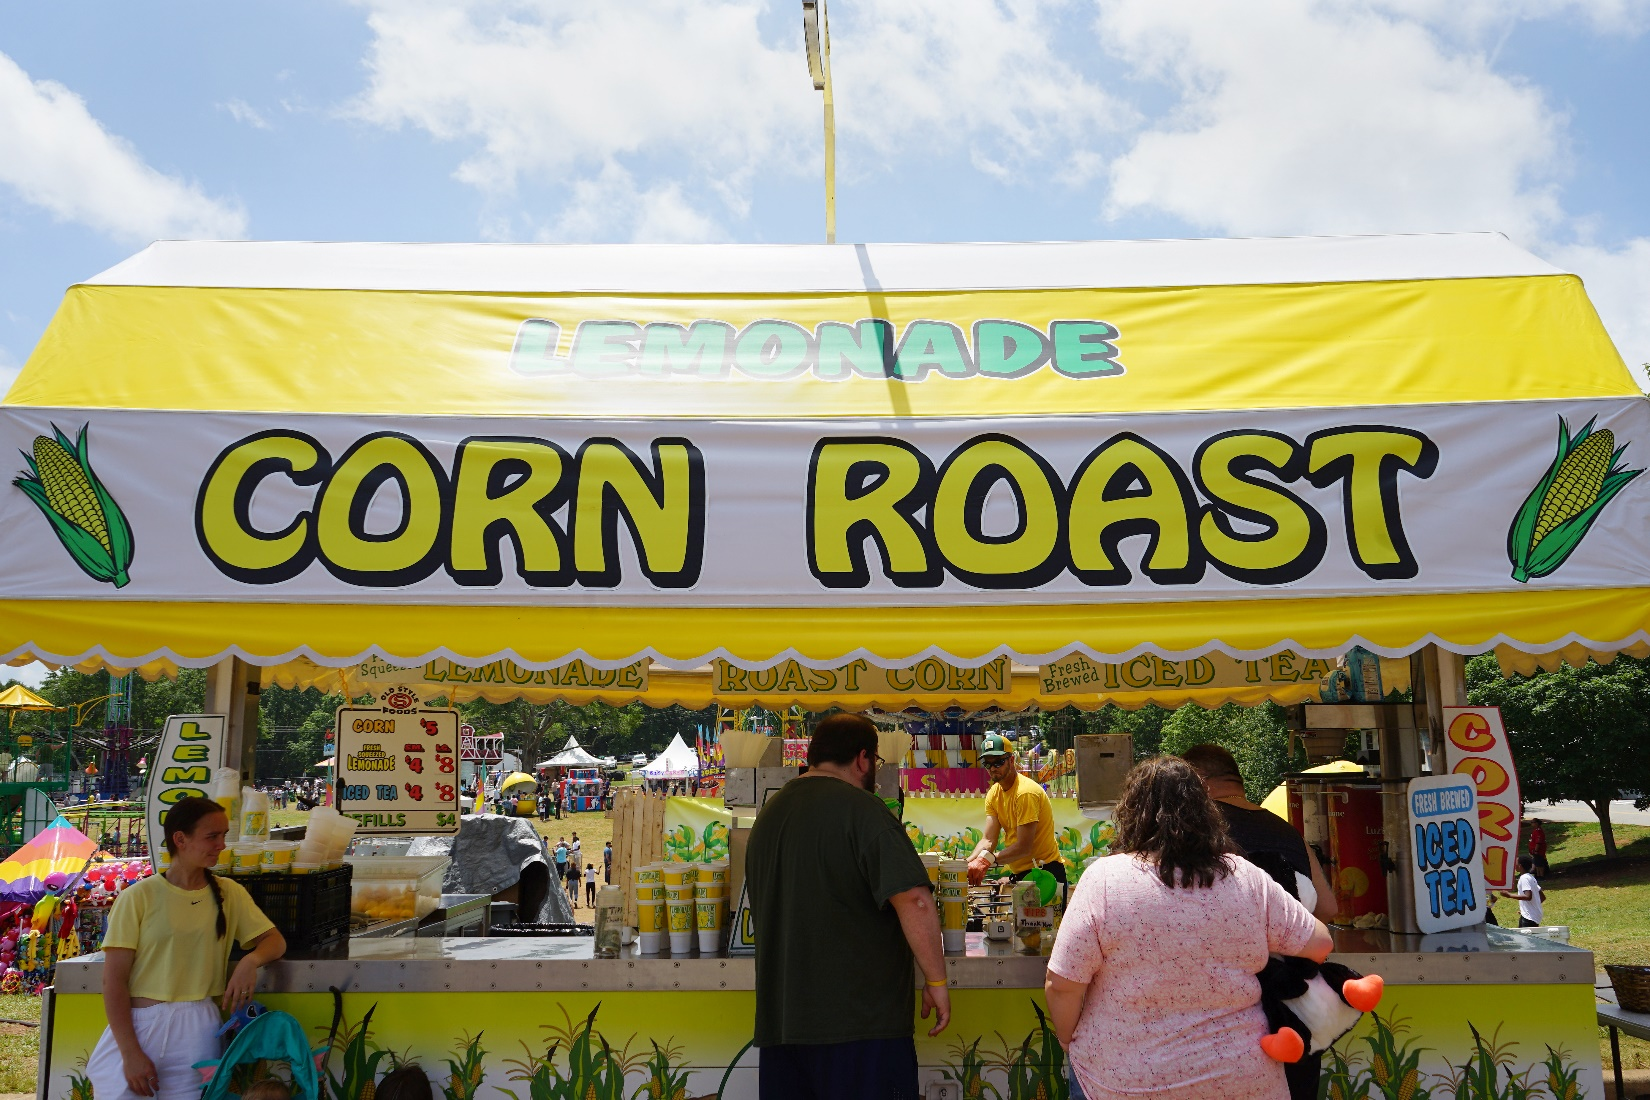 LEMONADE
CORN ROAST
LEMONADE
ROAST CORN
Fresh
Brewed
ICED TEA
OLD STYLE
FOODS
CORN $5
FRESH
SQUEEZED
LEMONADE $4 $8
ICED TEA $4 $8
REFILLS $4
CORN
FRESH BREWED
ICED
TEA